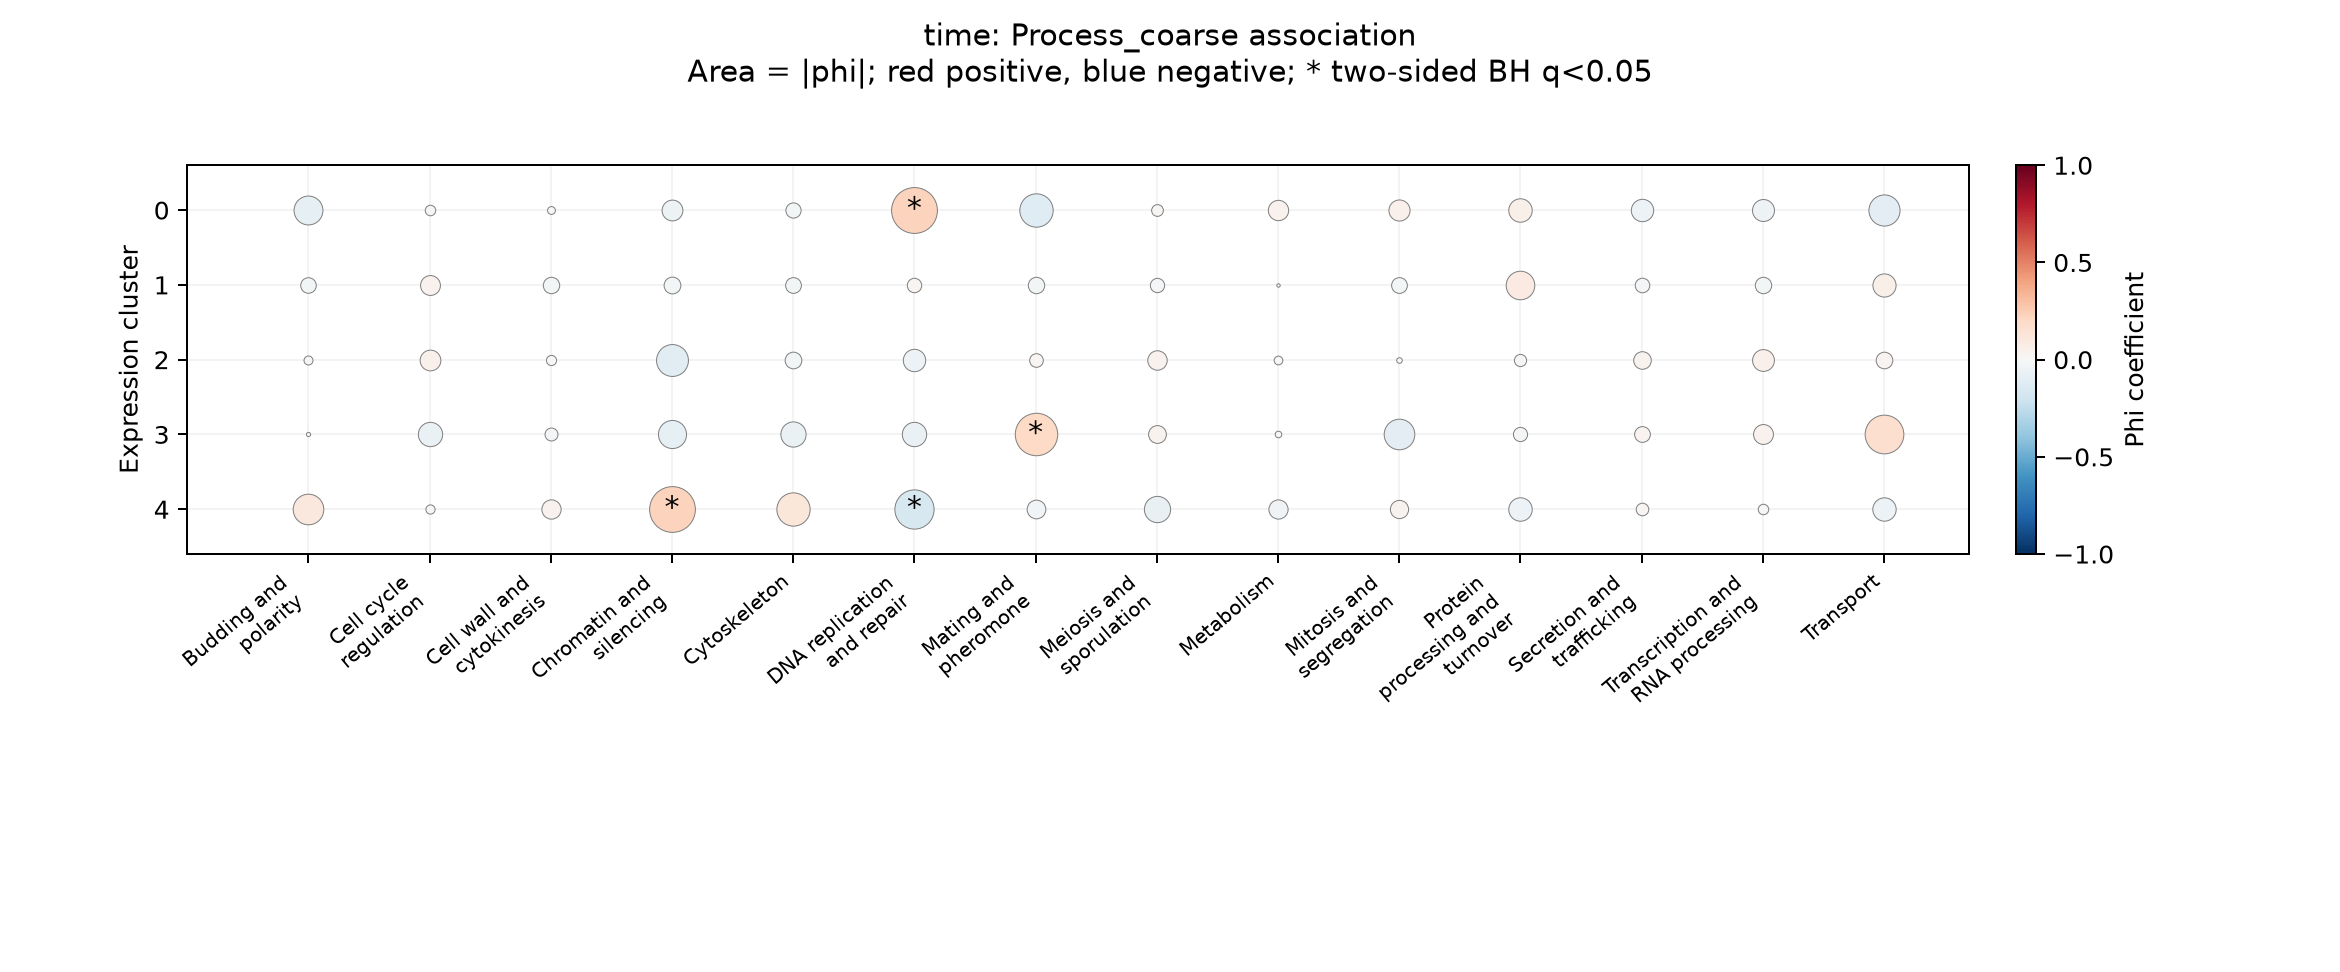 time: Process_coarse association
Area = |phi|; red positive, blue negative; * two-sided BH q<0.05
Expression cluster
0
*
1
2
3
*
4
*
*
Budding and
polarity
Cell cycle
regulation
Cell wall and
cytokinesis
Chromatin and
silencing
Cytoskeleton
DNA replication
and repair
Mating and
pheromone
Meiosis and
sporulation
Metabolism
Mitosis and
segregation
Protein
processing and
turnover
Secretion and
trafficking
Transcription and
RNA processing
Transport
1.0
0.5
0.0
−0.5
−1.0
Phi coefficient